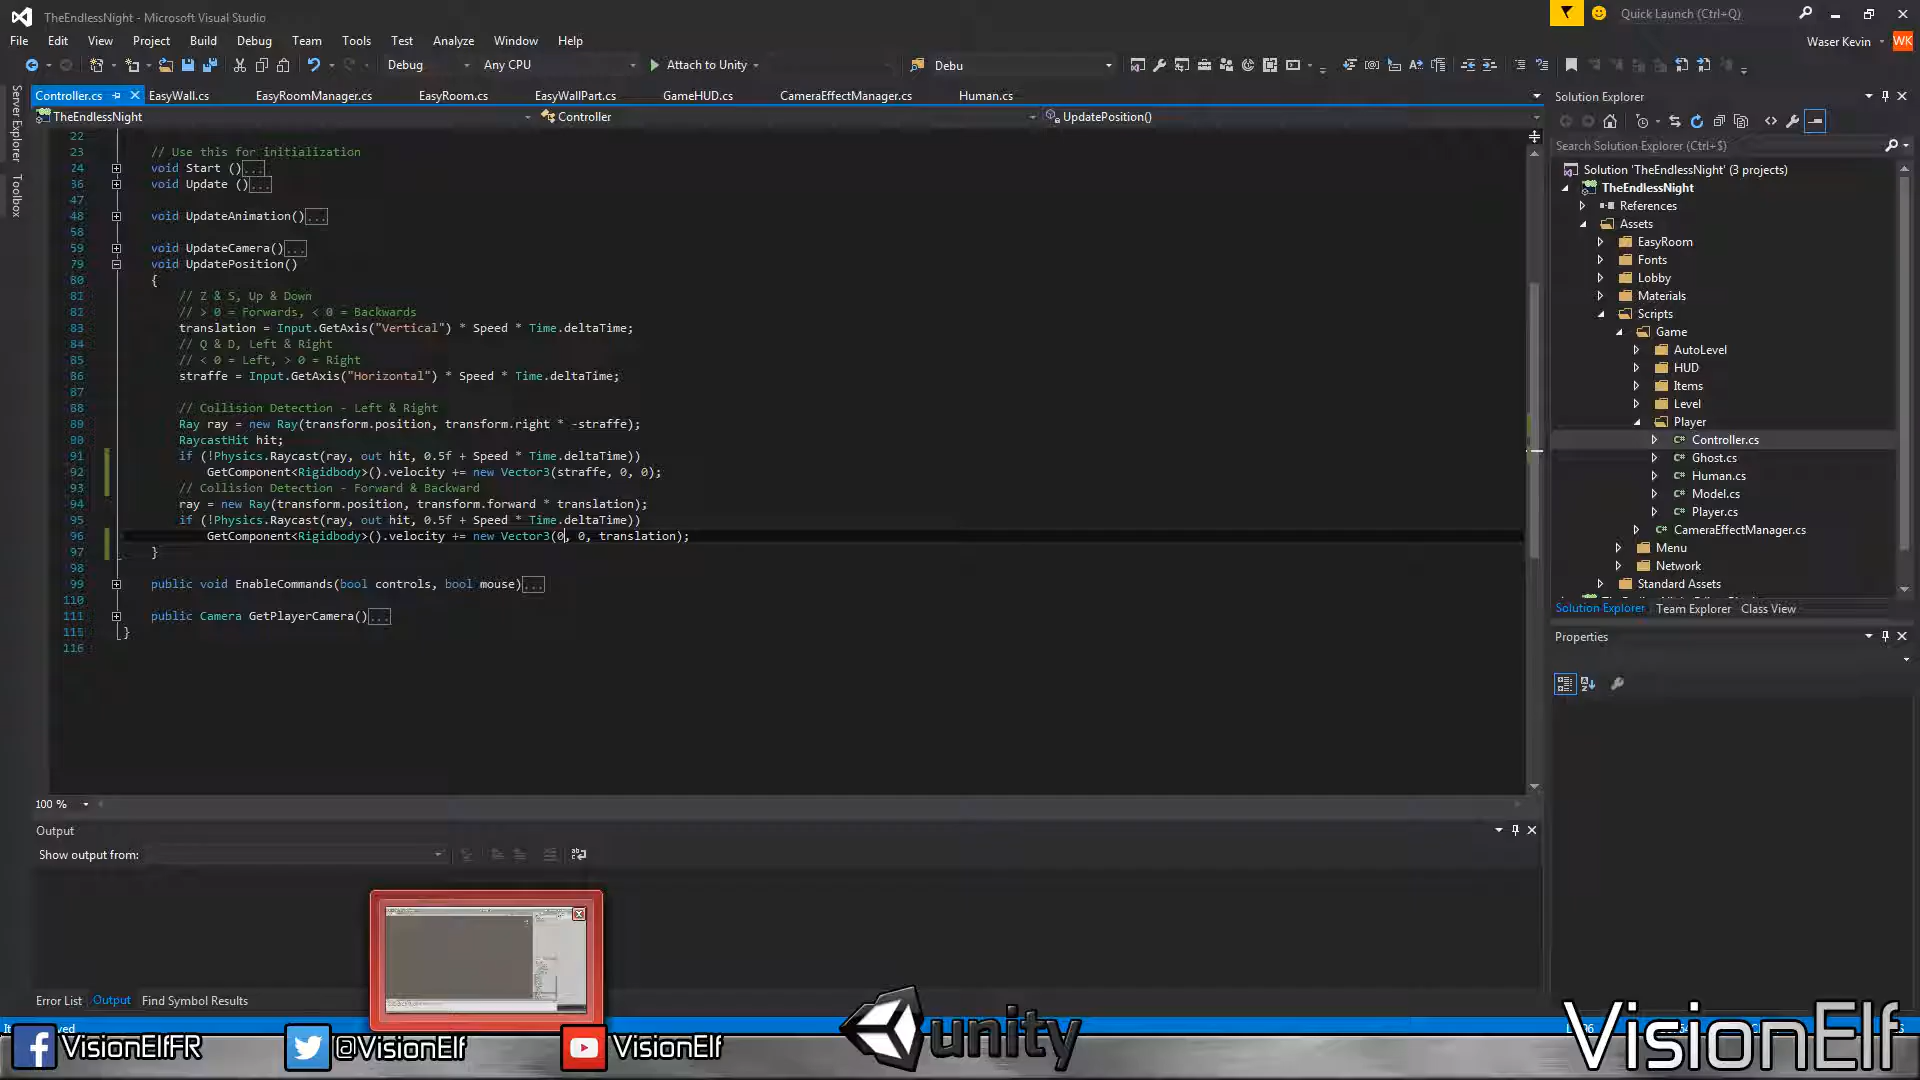 TheEndlessNight - Microsoft Visual Studio
Quick Launch (Ctrl+Q)
File Edit View Project Build Debug Team Tools Test Analyze Window Help
Waser Kevin WK
Debug Any CPU Attach to Unity Debu
Server Explorer
Toolbox
Controller.cs EasyWall.cs EasyRoomManager.cs EasyRoom.cs EasyWallPart.cs GameHUD.cs CameraEffectManager.cs Human.cs
TheEndlessNight Controller UpdatePosition()
22
23 // Use this for initialization
24 void Start ()...
36 void Update ()...
47
48 void UpdateAnimation()...
58
59 void UpdateCamera()...
79 void UpdatePosition()
80 {
81 // Z & S, Up & Down
82 // > 0 = Forwards, < 0 = Backwards
83 translation = Input.GetAxis("Vertical") * Speed * Time.deltaTime;
84 // Q & D, Left & Right
85 // < 0 = Left, > 0 = Right
86 straffe = Input.GetAxis("Horizontal") * Speed * Time.deltaTime;
87
88 // Collision Detection - Left & Right
89 Ray ray = new Ray(transform.position, transform.right * -straffe);
90 RaycastHit hit;
91 if (!Physics.Raycast(ray, out hit, 0.5f + Speed * Time.deltaTime))
92 GetComponent<Rigidbody>().velocity += new Vector3(straffe, 0, 0);
93 // Collision Detection - Forward & Backward
94 ray = new Ray(transform.position, transform.forward * translation);
95 if (!Physics.Raycast(ray, out hit, 0.5f + Speed * Time.deltaTime))
96 GetComponent<Rigidbody>().velocity += new Vector3(0, 0, translation);
97 }
98
99 public void EnableCommands(bool controls, bool mouse)...
110
111 public Camera GetPlayerCamera()...
115 }
116
100 %
Output
Show output from:
Error List Output Find Symbol Results
Solution Explorer
Search Solution Explorer (Ctrl+$)
Solution 'TheEndlessNight' (3 projects)
TheEndlessNight
References
Assets
EasyRoom
Fonts
Lobby
Materials
Scripts
Game
AutoLevel
HUD
Items
Level
Player
C# Controller.cs
C# Ghost.cs
C# Human.cs
C# Model.cs
C# Player.cs
C# CameraEffectManager.cs
Menu
Network
Standard Assets
Solution Explorer Team Explorer Class View
Properties
VisionElfFR @VisionElf VisionElf unity VisionElf